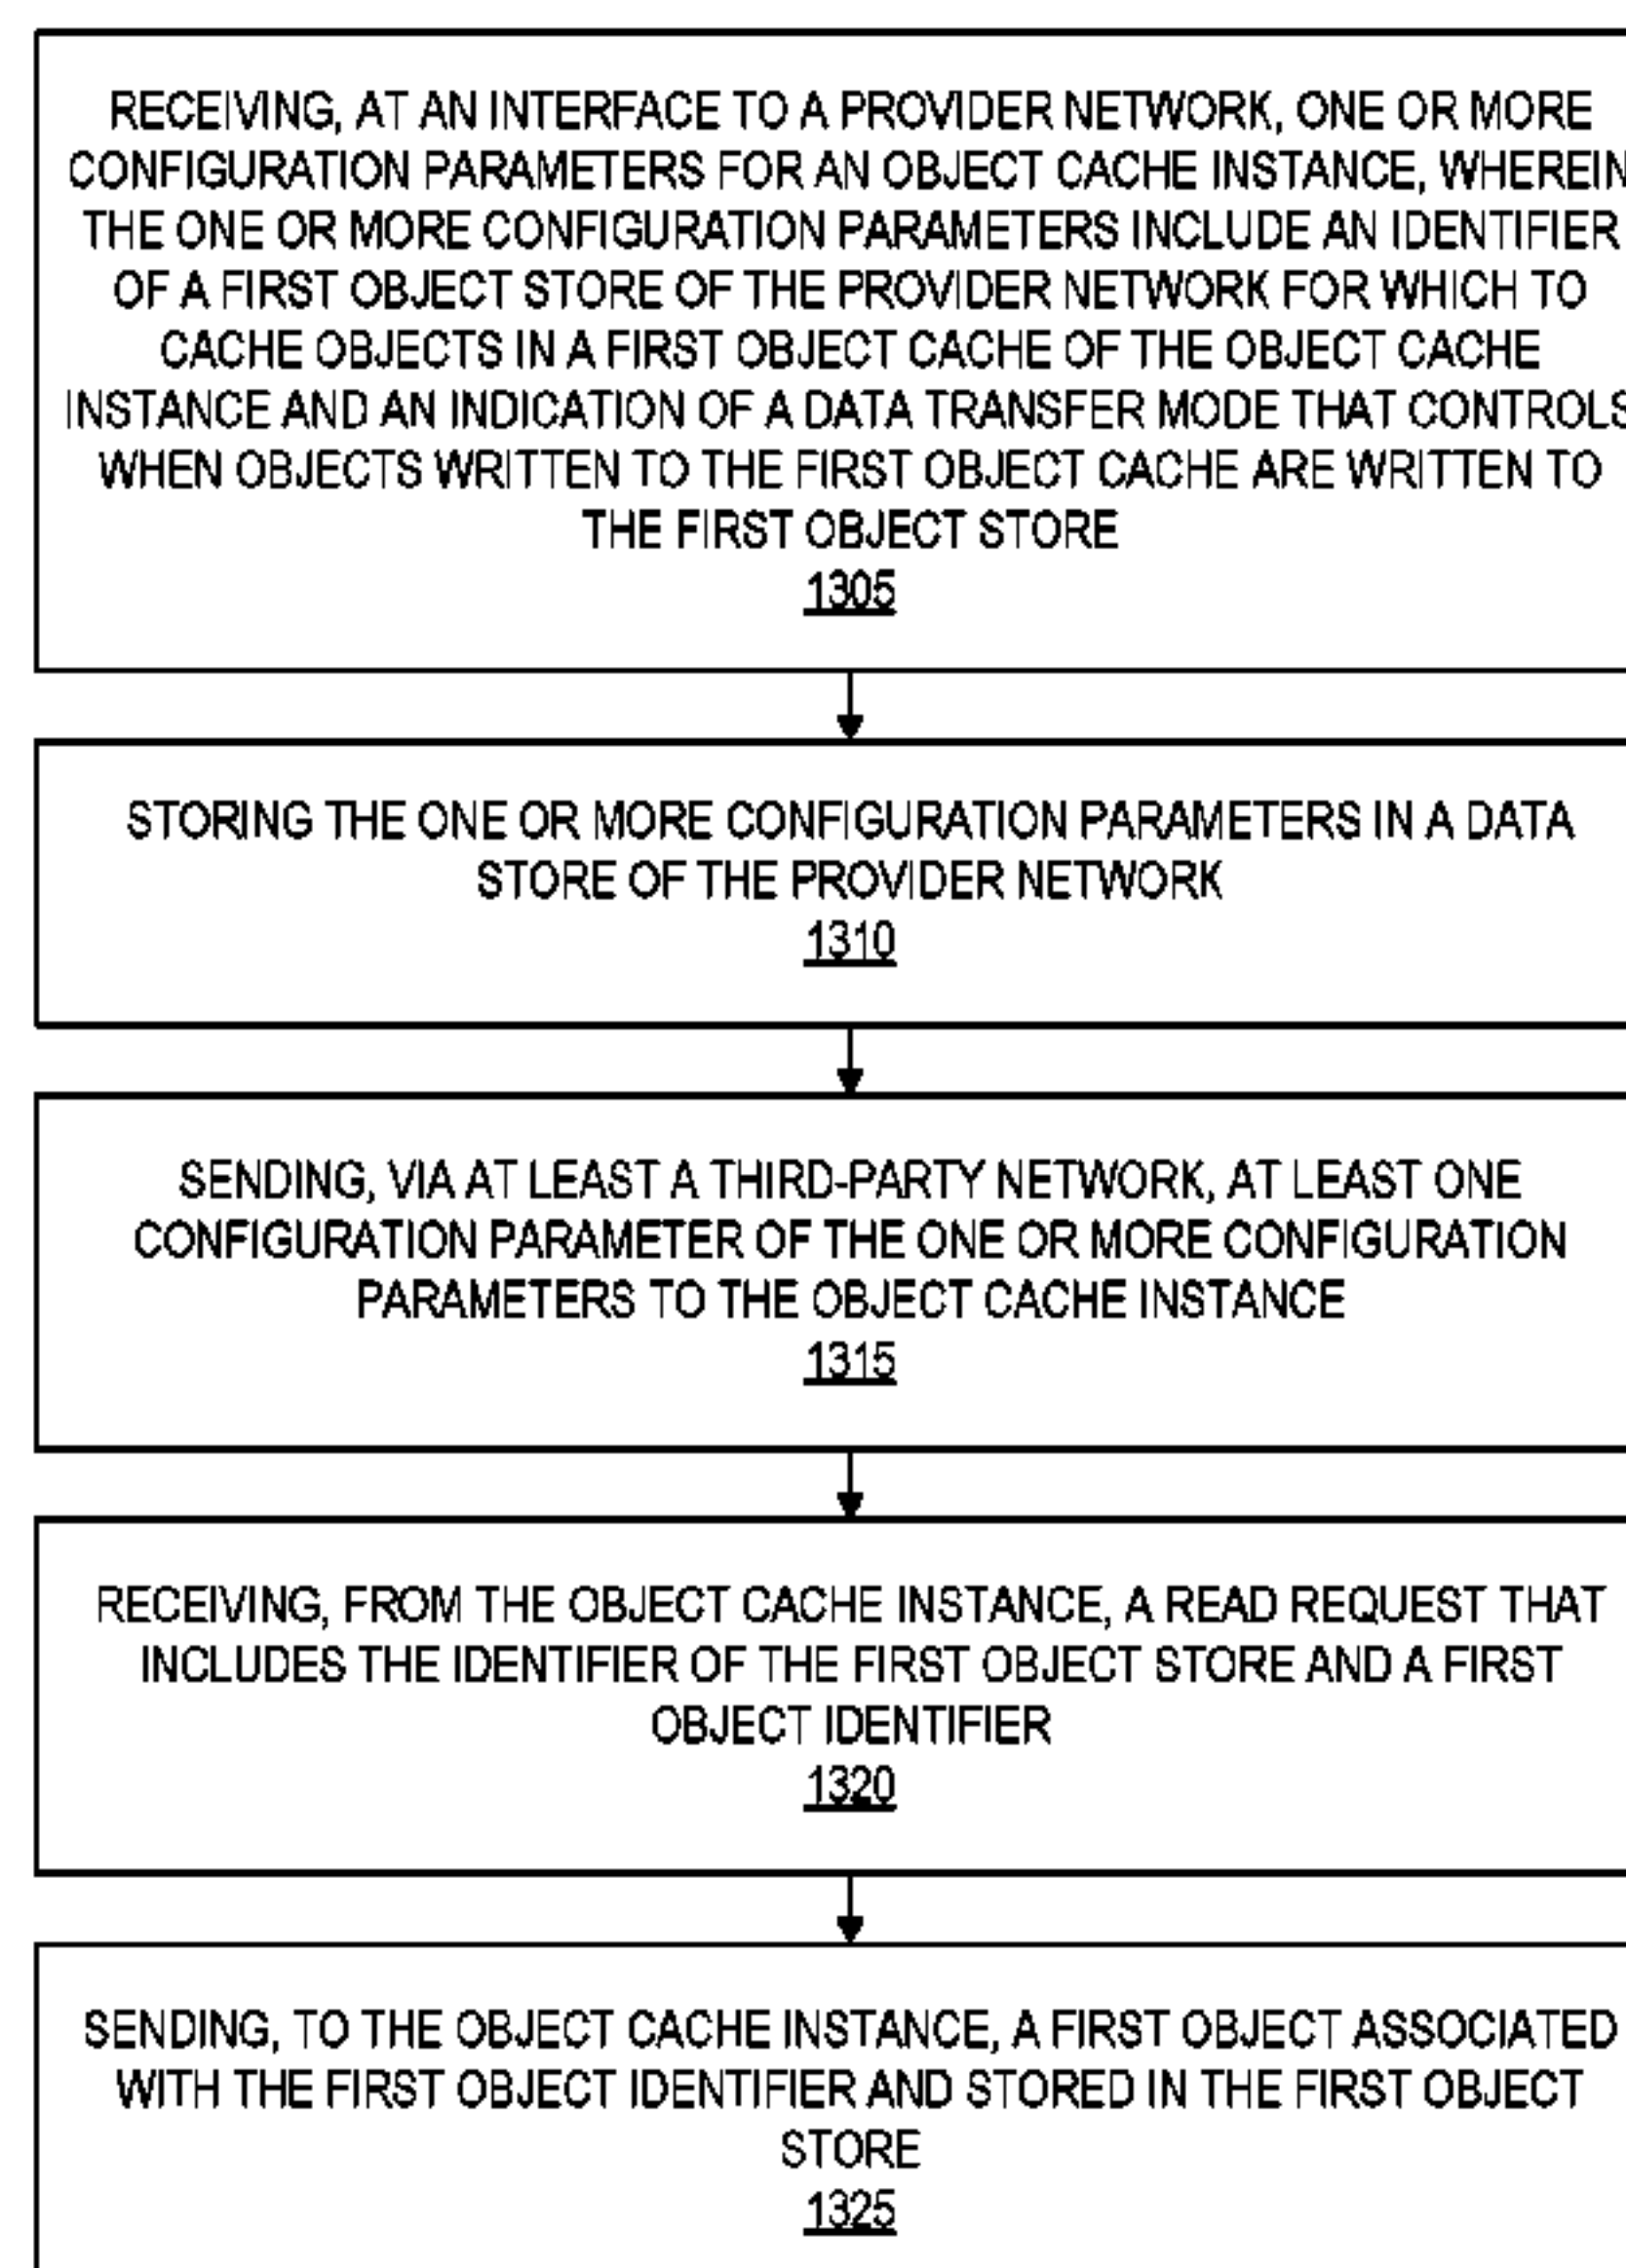 RECEIVING, AT AN INTERFACE TO A PROVIDER NETWORK, ONE OR MORE
CONFIGURATION PARAMETERS FOR AN OBJECT CACHE INSTANCE, WHEREIN
THE ONE OR MORE CONFIGURATION PARAMETERS INCLUDE AN IDENTIFIER
OF A FIRST OBJECT STORE OF THE PROVIDER NETWORK FOR WHICH TO
CACHE OBJECTS IN A FIRST OBJECT CACHE OF THE OBJECT CACHE
INSTANCE AND AN INDICATION OF A DATA TRANSFER MODE THAT CONTROLS
WHEN OBJECTS WRITTEN TO THE FIRST OBJECT CACHE ARE WRITTEN TO
THE FIRST OBJECT STORE
1305
STORING THE ONE OR MORE CONFIGURATION PARAMETERS IN A DATA
STORE OF THE PROVIDER NETWORK
1310
SENDING, VIA AT LEAST A THIRD-PARTY NETWORK, AT LEAST ONE
CONFIGURATION PARAMETER OF THE ONE OR MORE CONFIGURATION
PARAMETERS TO THE OBJECT CACHE INSTANCE
1315
RECEIVING, FROM THE OBJECT CACHE INSTANCE, A READ REQUEST THAT
INCLUDES THE IDENTIFIER OF THE FIRST OBJECT STORE AND A FIRST
OBJECT IDENTIFIER
1320
SENDING, TO THE OBJECT CACHE INSTANCE, A FIRST OBJECT ASSOCIATED
WITH THE FIRST OBJECT IDENTIFIER AND STORED IN THE FIRST OBJECT
STORE
1325